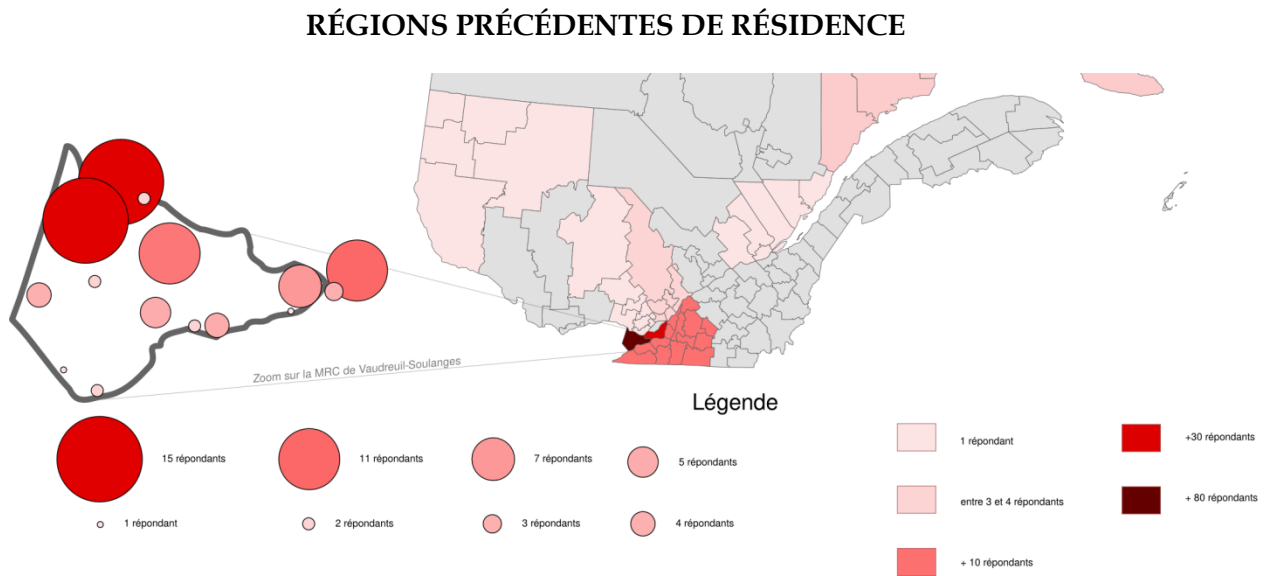 RÉGIONS PRÉCÉDENTES DE RÉSIDENCE
Zoom sur la MRC de Vaudreuil-Soulanges
Légende
15 répondants
11 répondants
7 répondants
5 répondants
1 répondant
2 répondants
3 répondants
4 répondants
1 répondant
entre 3 et 4 répondants
+ 10 répondants
+30 répondants
+ 80 répondants